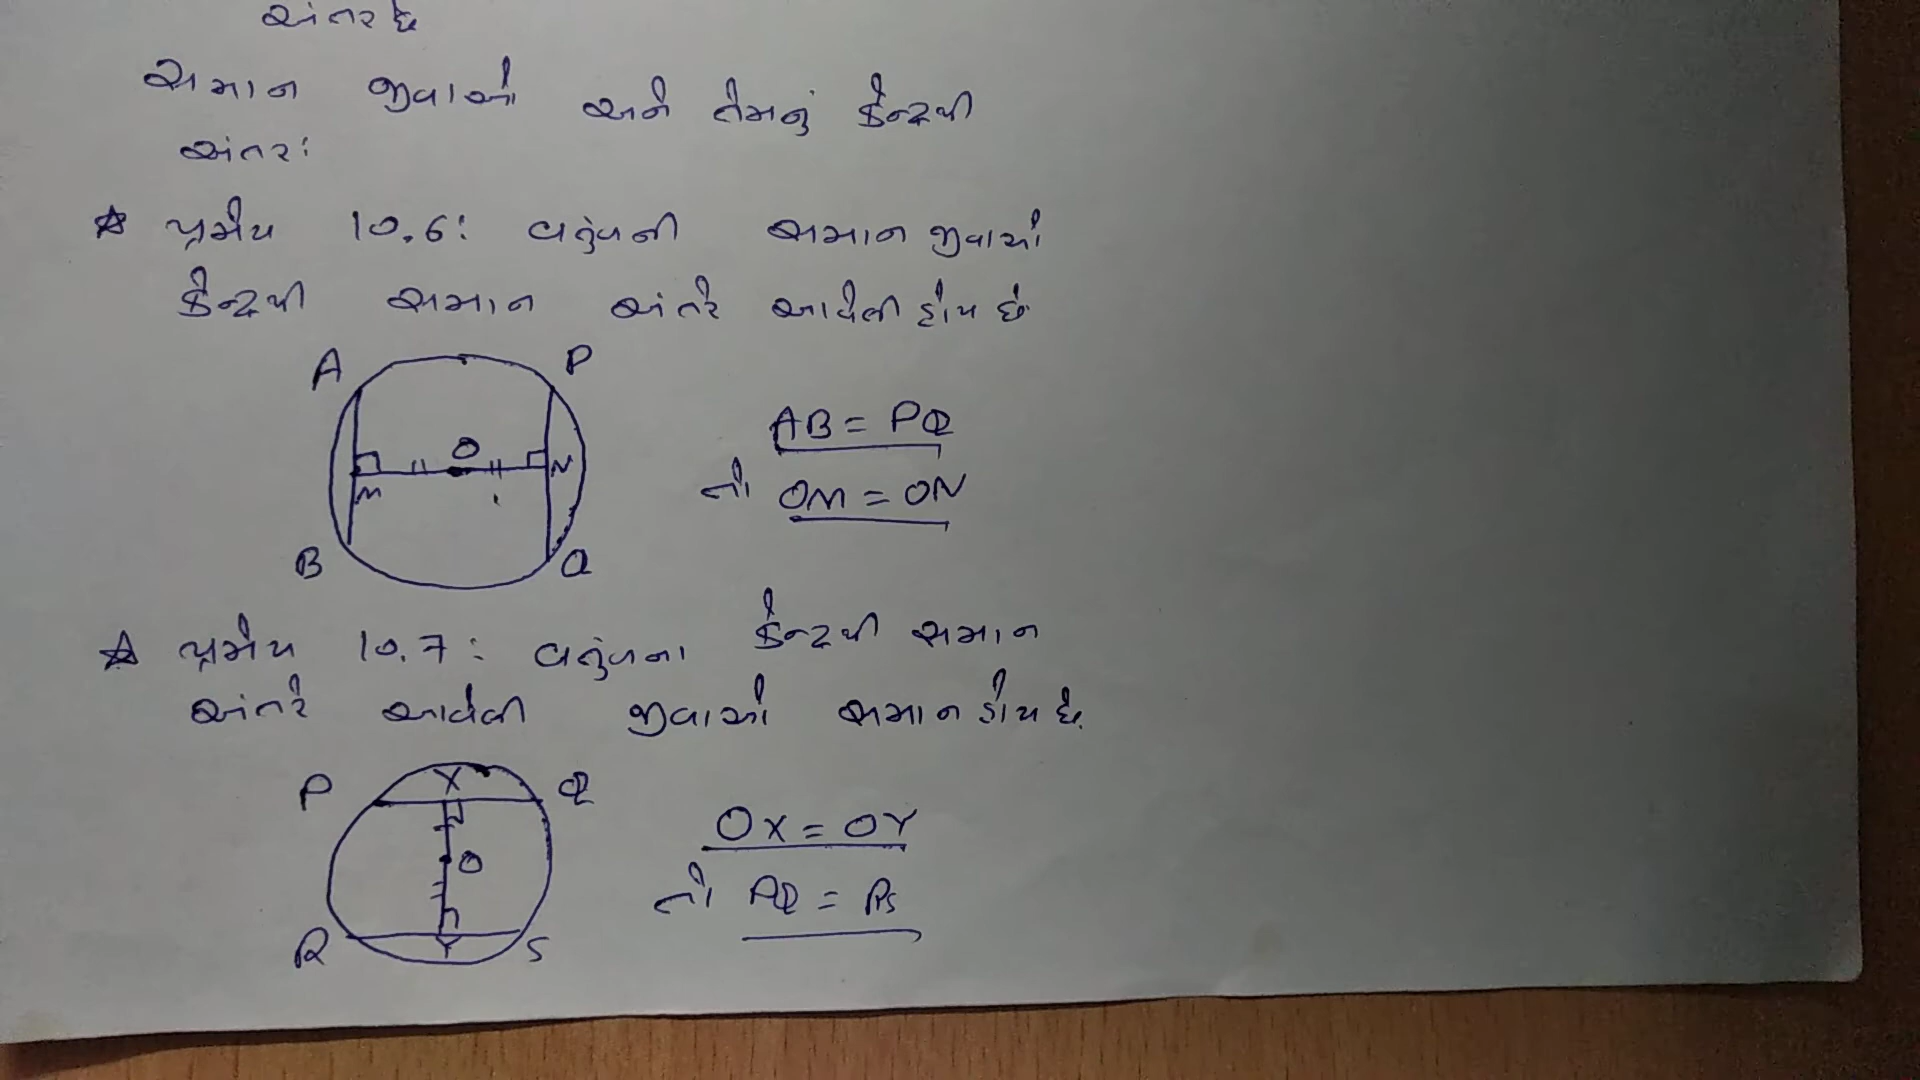 અંતર છે
સમાન જીવાઓ અને તેમનું કેન્દ્રથી
અંતર:
પ્રમેય 10.6: વર્તુળની સમાન જીવાઓ
કેન્દ્રથી સમાન અંતરે આવેલી હોય છે
A P
O
M N
B Q
AB = PQ
તો OM = ON
પ્રમેય 10.7: વર્તુળના કેન્દ્રથી સમાન
અંતરે આવેલી જીવાઓ સમાન હોય છે.
P X Q
O
R Y S
OX = OY
તો PQ = RS